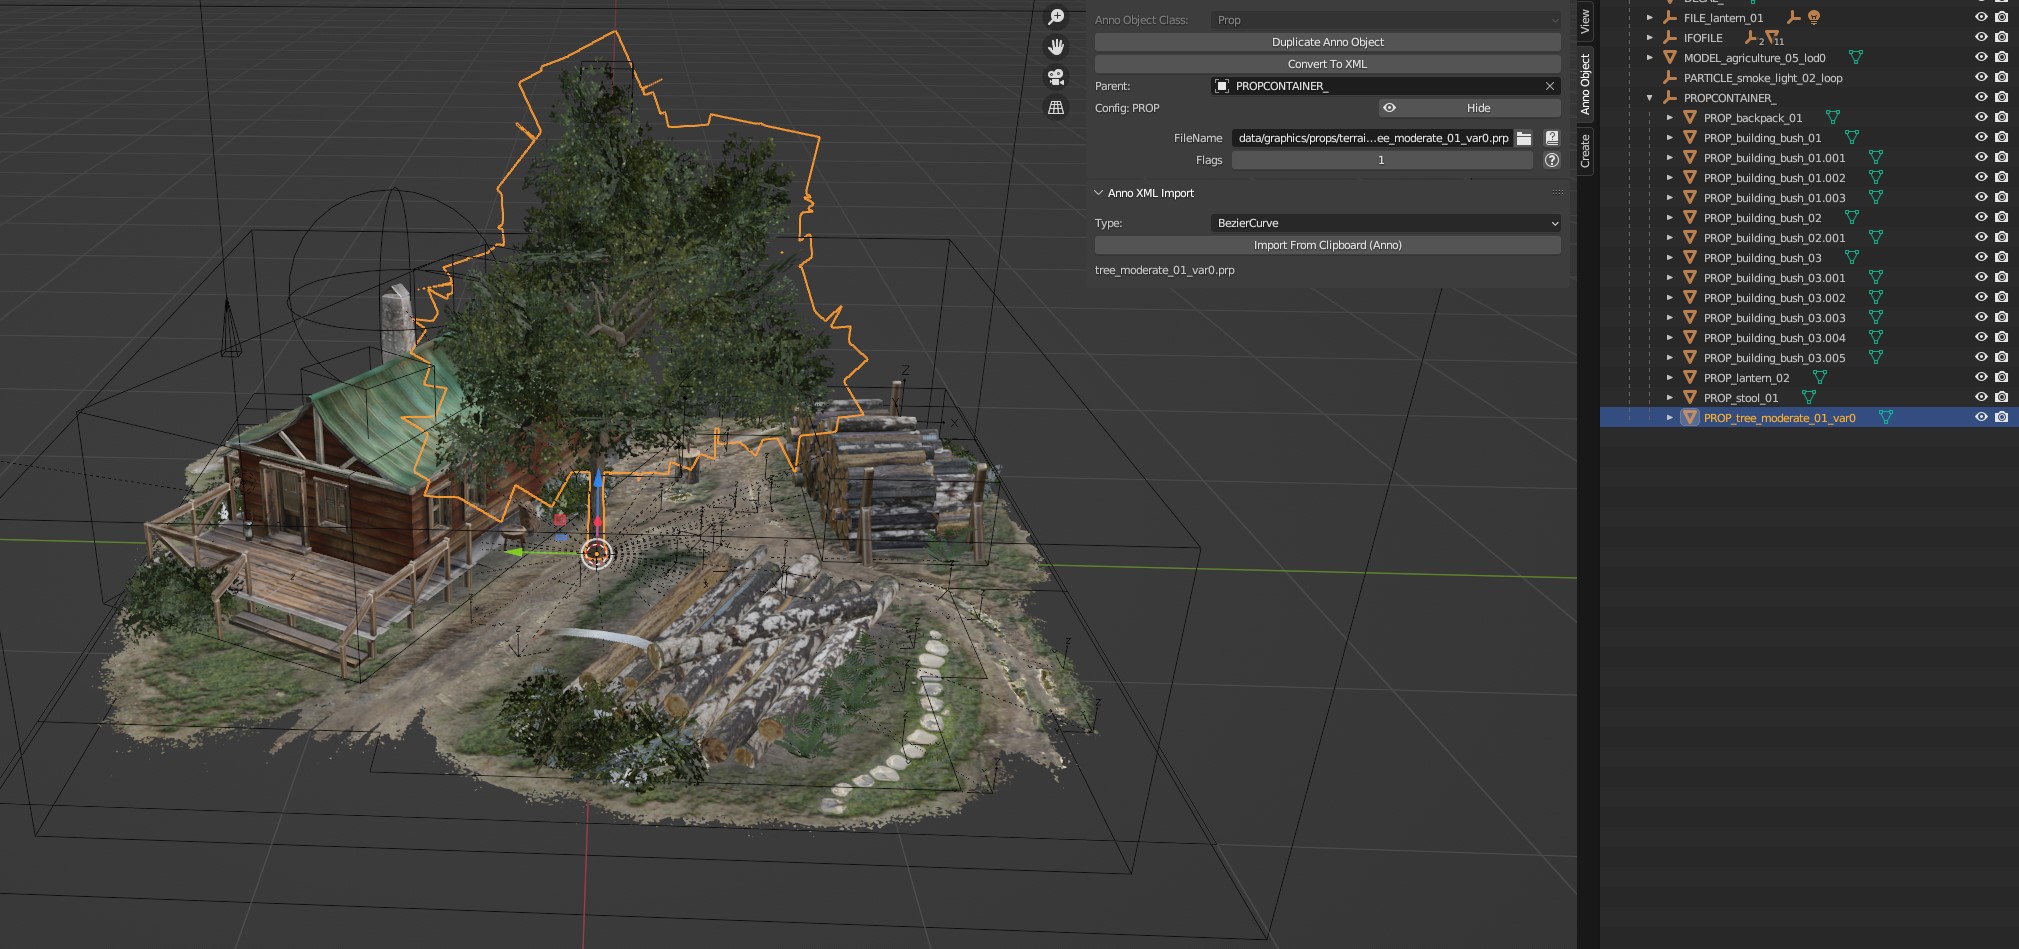 Anno Object Class: Prop
Duplicate Anno Object
Convert To XML
Parent: PROPCONTAINER_
Config: PROP Hide
FileName data/graphics/props/terrai...ee_moderate_01_var0.prp
Flags 1
Anno XML Import
Type: BezierCurve
Import From Clipboard (Anno)
tree_moderate_01_var0.prp
View
Anno Object
Create
FILE_lantern_01
IFOFILE 2 11
MODEL_agriculture_05_lod0
PARTICLE_smoke_light_02_loop
PROPCONTAINER_
PROP_backpack_01
PROP_building_bush_01
PROP_building_bush_01.001
PROP_building_bush_01.002
PROP_building_bush_01.003
PROP_building_bush_02
PROP_building_bush_02.001
PROP_building_bush_03
PROP_building_bush_03.001
PROP_building_bush_03.002
PROP_building_bush_03.003
PROP_building_bush_03.004
PROP_building_bush_03.005
PROP_lantern_02
PROP_stool_01
PROP_tree_moderate_01_var0